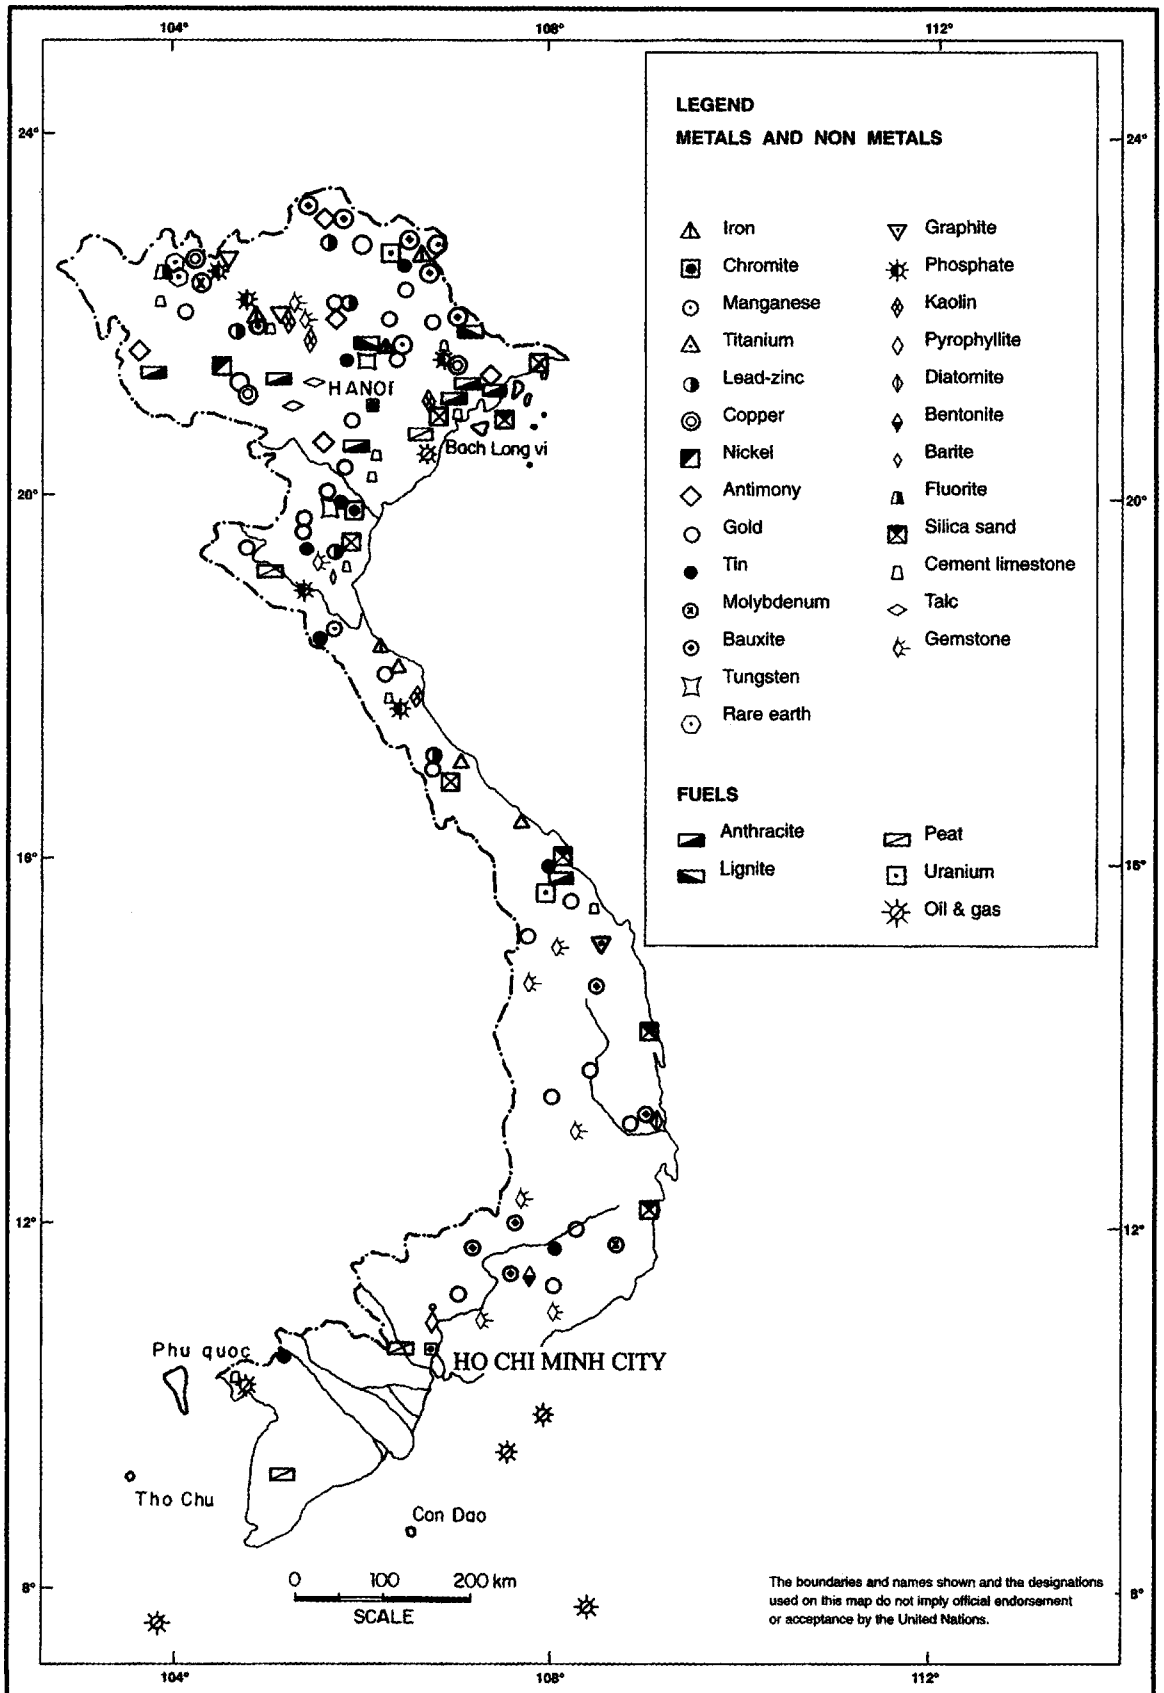 104° 108° 112°
24° 24°
LEGEND
METALS AND NON METALS
Iron
Chromite
Manganese
Titanium
Lead-zinc
Copper
Nickel
Antimony
Gold
Tin
Molybdenum
Bauxite
Tungsten
Rare earth
Graphite
Phosphate
Kaolin
Pyrophyllite
Diatomite
Bentonite
Barite
Fluorite
Silica sand
Cement limestone
Talc
Gemstone
FUELS
Anthracite
Lignite
Peat
Uranium
Oil & gas
HANOI
Bach Long vi
20° 20°
16° 16°
12° 12°
Phu quoc
HO CHI MINH CITY
Tho Chu
Con Dao
0 100 200 km
SCALE
8° 8°
The boundaries and names shown and the designations
used on this map do not imply official endorsement
or acceptance by the United Nations.
104° 108° 112°